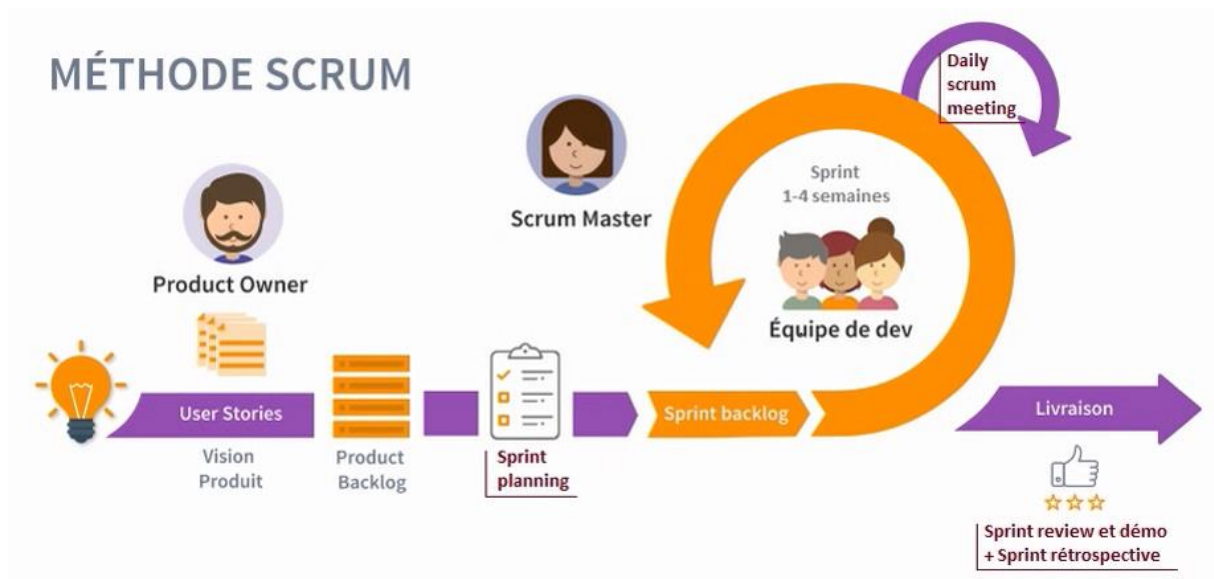 MÉTHODE SCRUM
Daily
scrum
meeting
Sprint
1-4 semaines
Scrum Master
Product Owner
Équipe de dev
User Stories
Sprint backlog
Livraison
Vision
Produit
Product
Backlog
Sprint
planning
Sprint review et démo
+ Sprint rétrospective